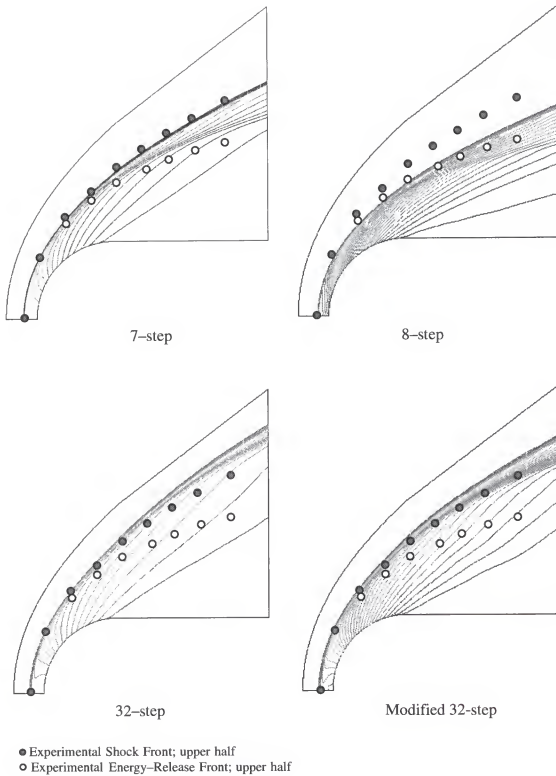 7–step
8–step
32–step
Modified 32-step
Experimental Shock Front; upper half
Experimental Energy–Release Front; upper half